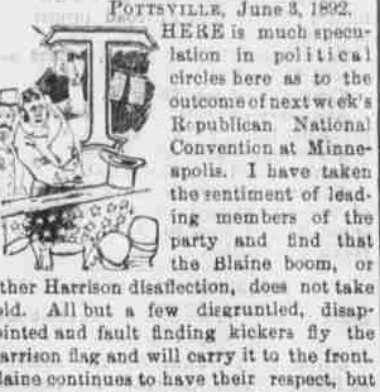 POTTSVILLE, June 3, 1892.
THERE is much specu-
lation in political
circles here as to the
outcome of next week's
Republican National
Convention at Minne-
apolis. I have taken
the sentiment of lead-
ing members of the
party and find that
the Blaine boom, or
ther Harrison disaffection, does not take
old. All but a few disgruntled, disap-
ointed and fault finding kickers fly the
arrison flag and will carry it to the front.
laine continues to have their respect, but